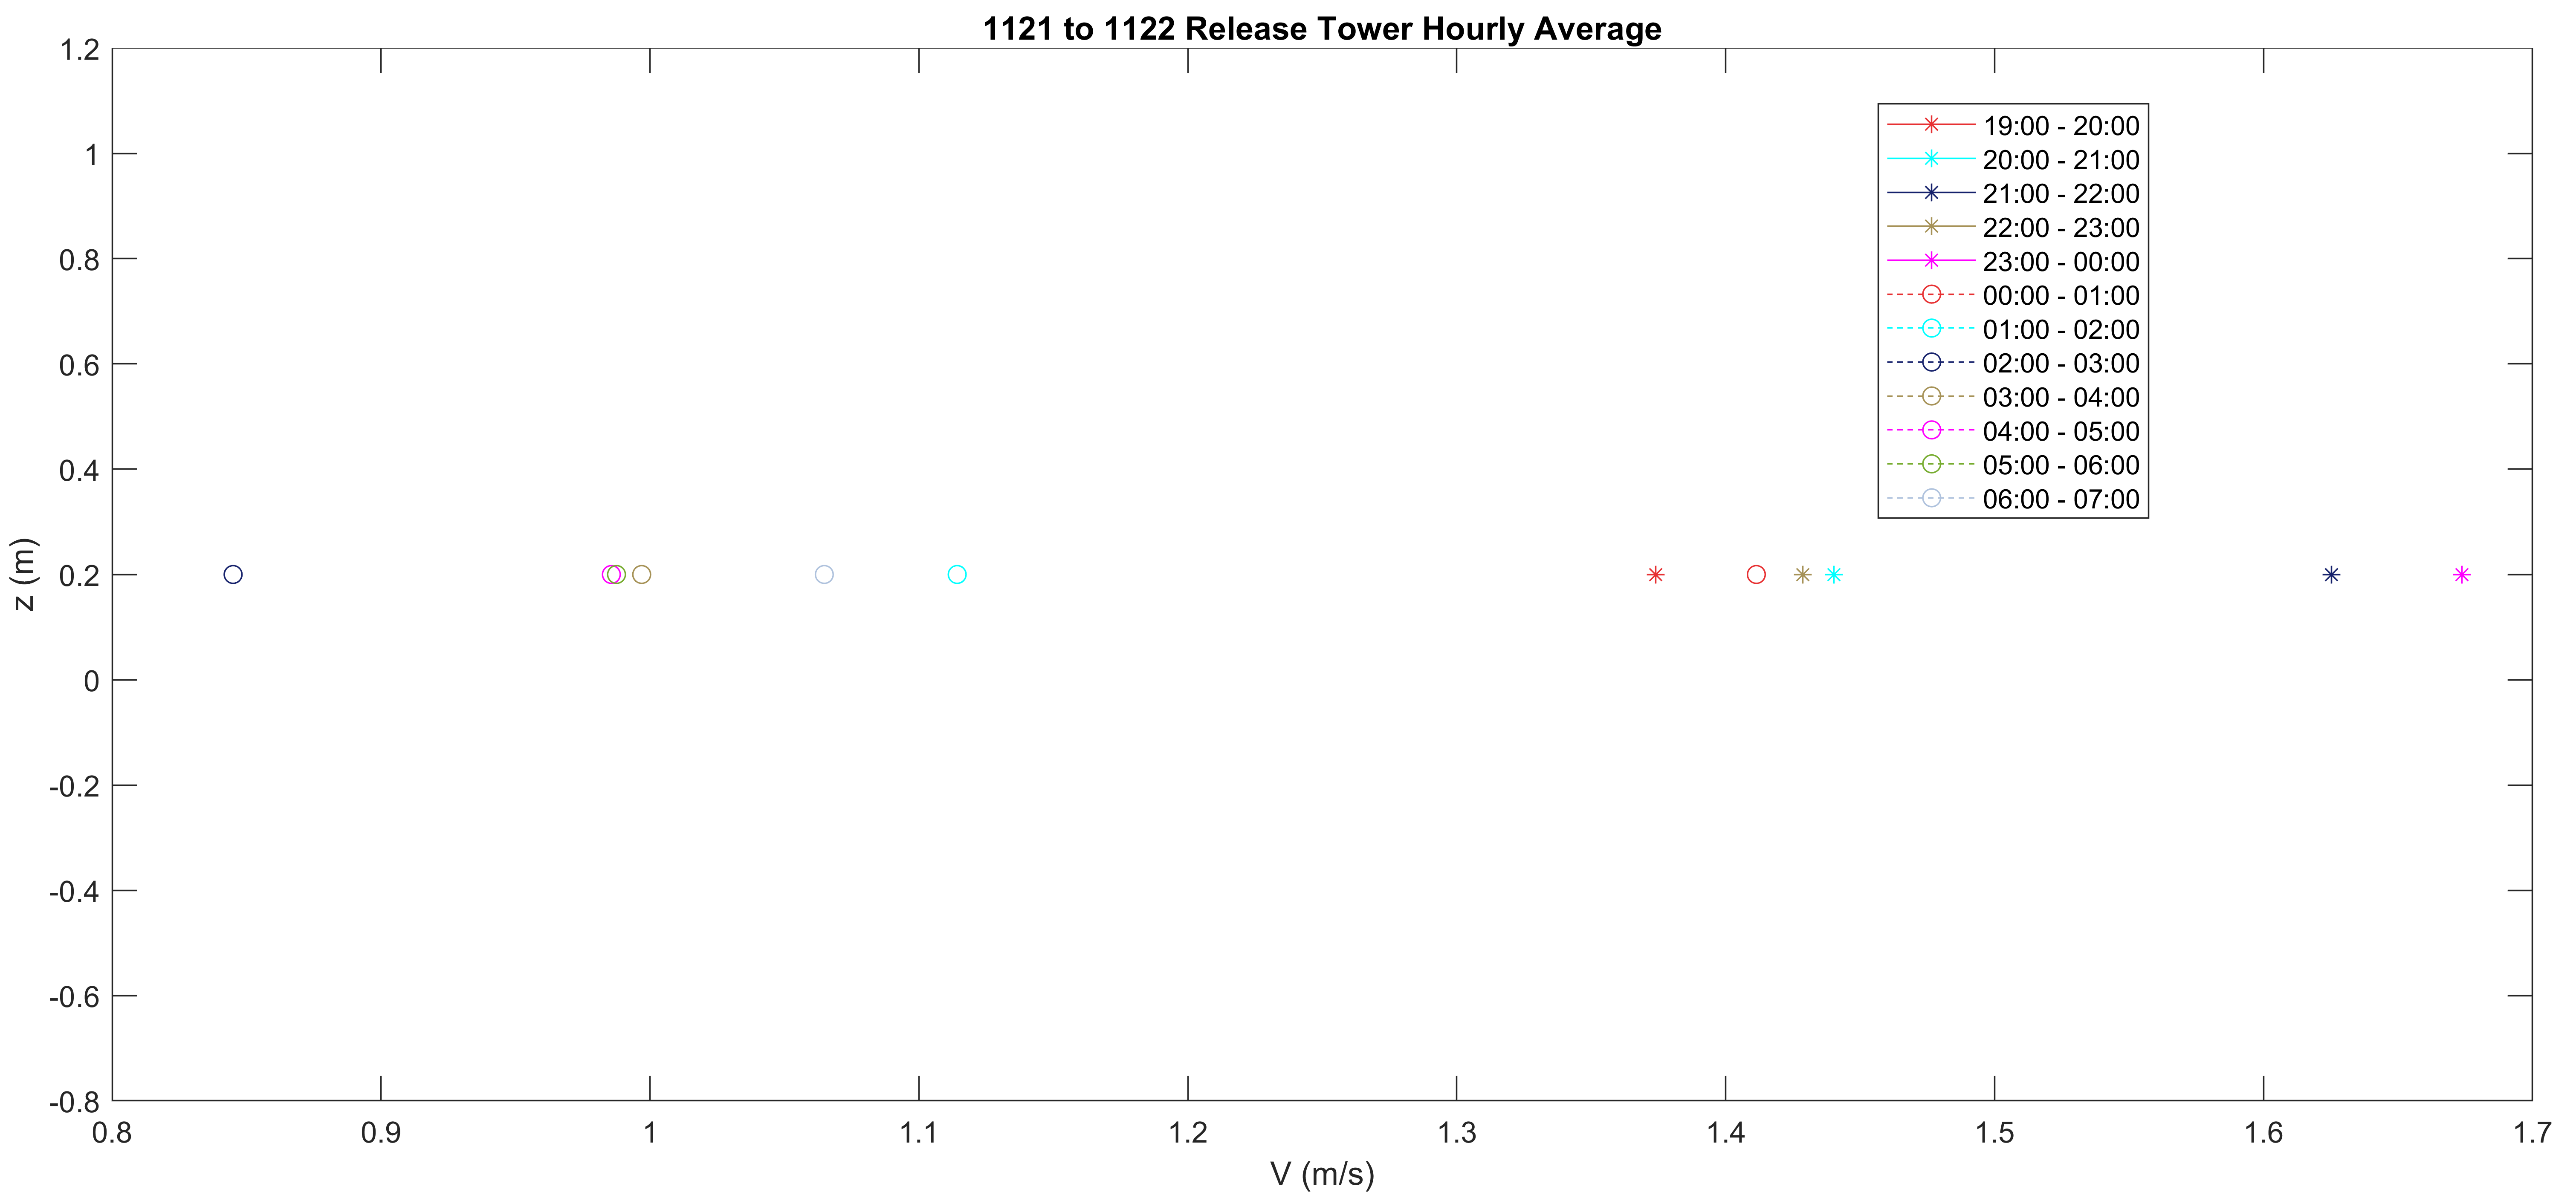 1121 to 1122 Release Tower Hourly Average
1.2
1
0.8
0.6
0.4
0.2
0
-0.2
-0.4
-0.6
-0.8
z (m)
19:00 - 20:00
20:00 - 21:00
21:00 - 22:00
22:00 - 23:00
23:00 - 00:00
00:00 - 01:00
01:00 - 02:00
02:00 - 03:00
03:00 - 04:00
04:00 - 05:00
05:00 - 06:00
06:00 - 07:00
0.8 0.9 1 1.1 1.2 1.3 1.4 1.5 1.6 1.7
V (m/s)